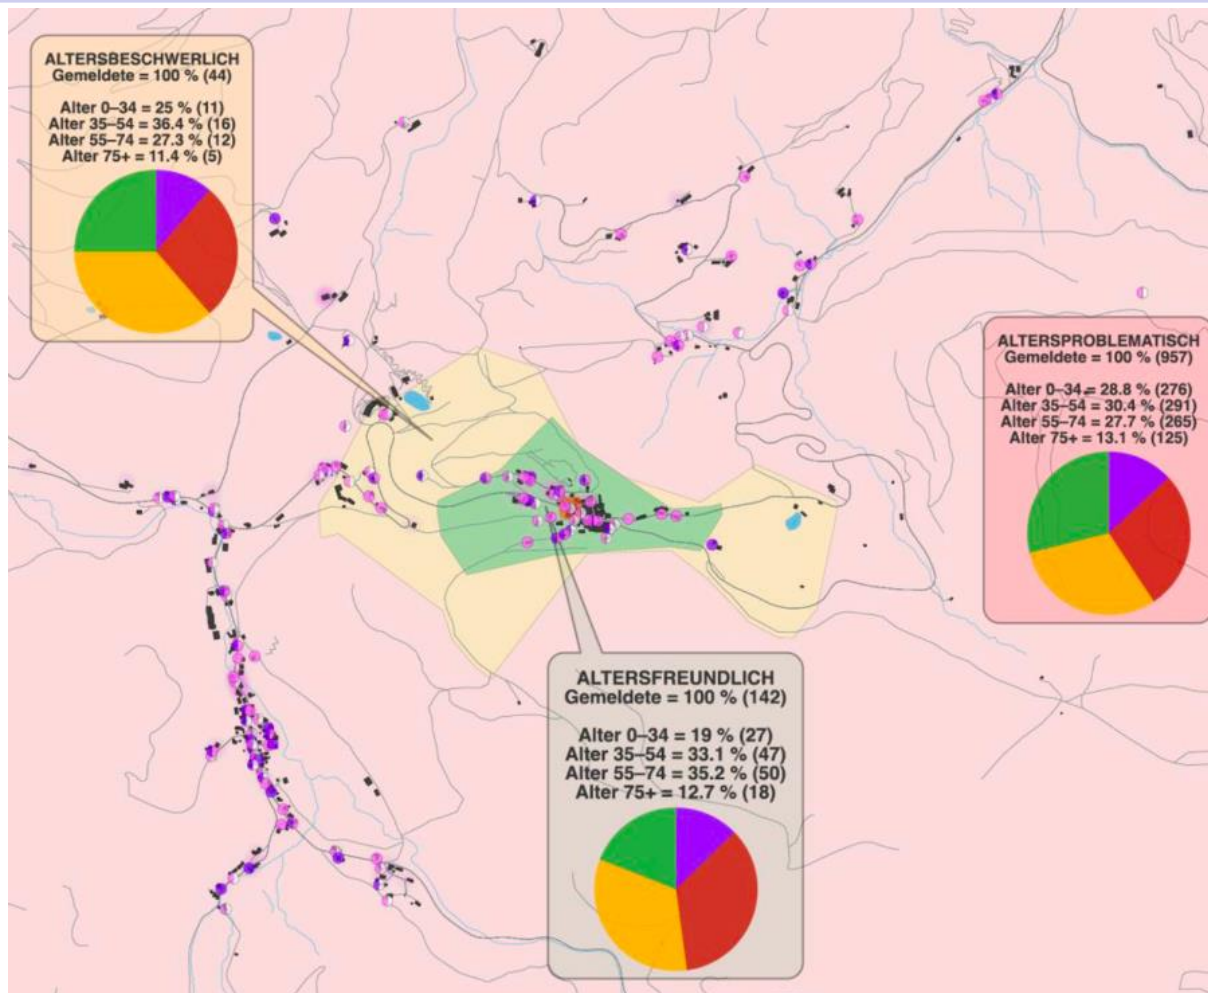 ALTERSBESCHWERLICH
Gemeldete = 100 % (44)
Alter 0–34 = 25 % (11)
Alter 35–54 = 36.4 % (16)
Alter 55–74 = 27.3 % (12)
Alter 75+ = 11.4 % (5)
ALTERSPROBLEMATISCH
Gemeldete = 100 % (957)
Alter 0–34 = 28.8 % (276)
Alter 35–54 = 30.4 % (291)
Alter 55–74 = 27.7 % (265)
Alter 75+ = 13.1 % (125)
ALTERSFREUNDLICH
Gemeldete = 100 % (142)
Alter 0–34 = 19 % (27)
Alter 35–54 = 33.1 % (47)
Alter 55–74 = 35.2 % (50)
Alter 75+ = 12.7 % (18)